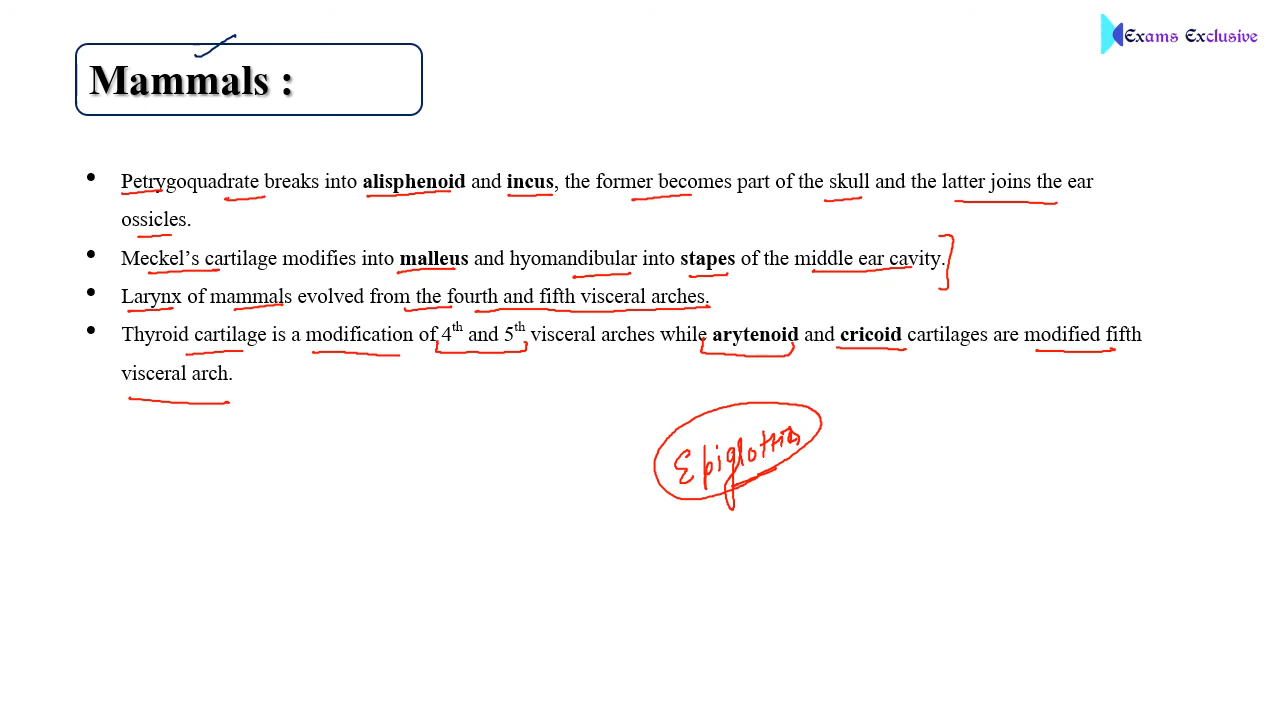 Exams Exclusive
Mammals :
• Petrygoquadrate breaks into alisphenoid and incus, the former becomes part of the skull and the latter joins the ear
ossicles.
• Meckel’s cartilage modifies into malleus and hyomandibular into stapes of the middle ear cavity.
• Larynx of mammals evolved from the fourth and fifth visceral arches.
• Thyroid cartilage is a modification of 4th and 5th visceral arches while arytenoid and cricoid cartilages are modified fifth
visceral arch.
Epiglottis